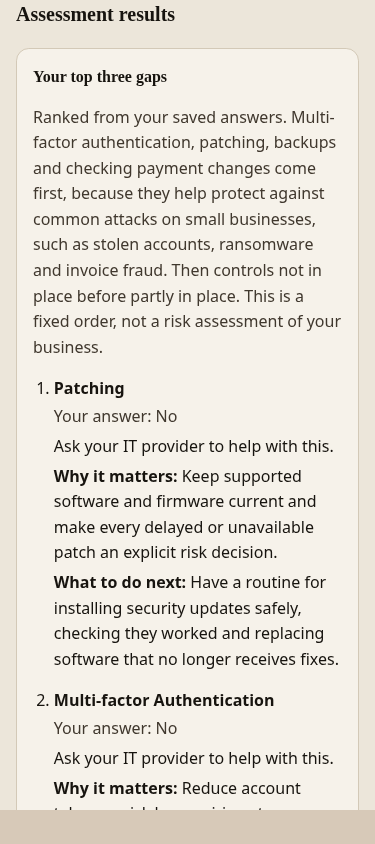 Assessment results
Your top three gaps
Ranked from your saved answers. Multi-
factor authentication, patching, backups
and checking payment changes come
first, because they help protect against
common attacks on small businesses,
such as stolen accounts, ransomware
and invoice fraud. Then controls not in
place before partly in place. This is a
fixed order, not a risk assessment of your
business.
1. Patching
Your answer: No
Ask your IT provider to help with this.
Why it matters: Keep supported
software and firmware current and
make every delayed or unavailable
patch an explicit risk decision.
What to do next: Have a routine for
installing security updates safely,
checking they worked and replacing
software that no longer receives fixes.
2. Multi-factor Authentication
Your answer: No
Ask your IT provider to help with this.
Why it matters: Reduce account